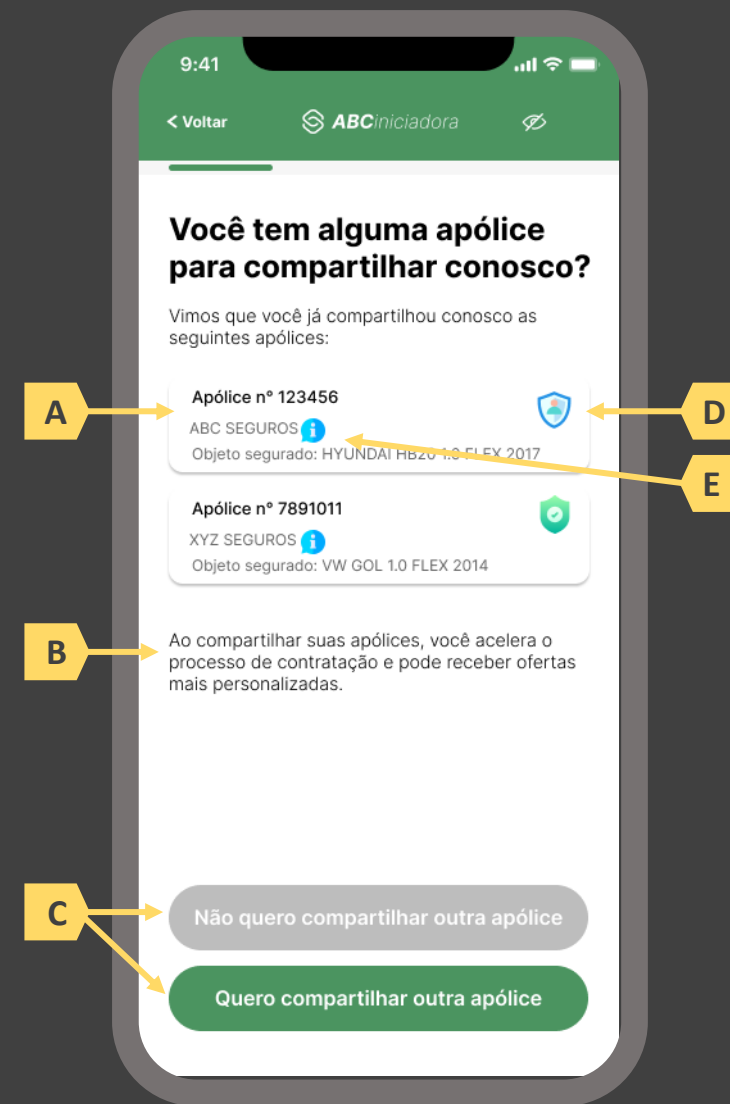 9:41
< Voltar
ABCiniciadora
Você tem alguma apólice
para compartilhar conosco?
Vimos que você já compartilhou conosco as
seguintes apólices:
A
Apólice n° 123456
D
ABC SEGUROS
Objeto segurado: HYUNDAI HB20 1.0 FLEX 2017
E
Apólice n° 7891011
XYZ SEGUROS
Objeto segurado: VW GOL 1.0 FLEX 2014
B
Ao compartilhar suas apólices, você acelera o
processo de contratação e pode receber ofertas
mais personalizadas.
C
Não quero compartilhar outra apólice
Quero compartilhar outra apólice